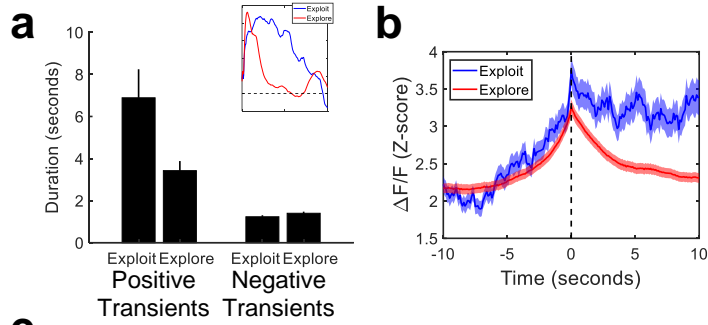 a
Exploit
Explore
Duration (seconds)
10
8
6
4
2
0
Exploit Explore Exploit Explore
Positive Negative
Transients Transients
b
Exploit
Explore
ΔF/F (Z-score)
4
3.5
3
2.5
2
1.5
-10 -5 0 5 10
Time (seconds)